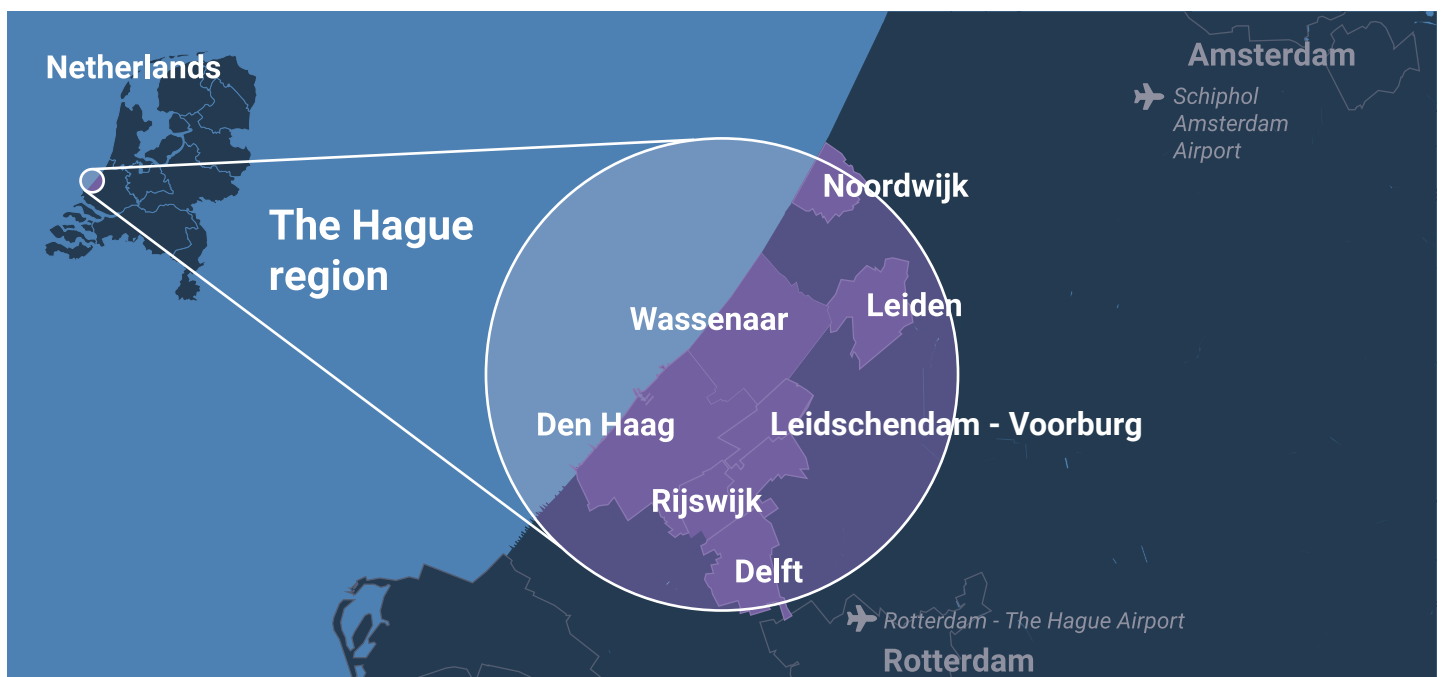 Netherlands
Amsterdam
Schiphol
Amsterdam
Airport
The Hague
region
Noordwijk
Leiden
Wassenaar
Den Haag
Leidschendam - Voorburg
Rijswijk
Delft
Rotterdam - The Hague Airport
Rotterdam